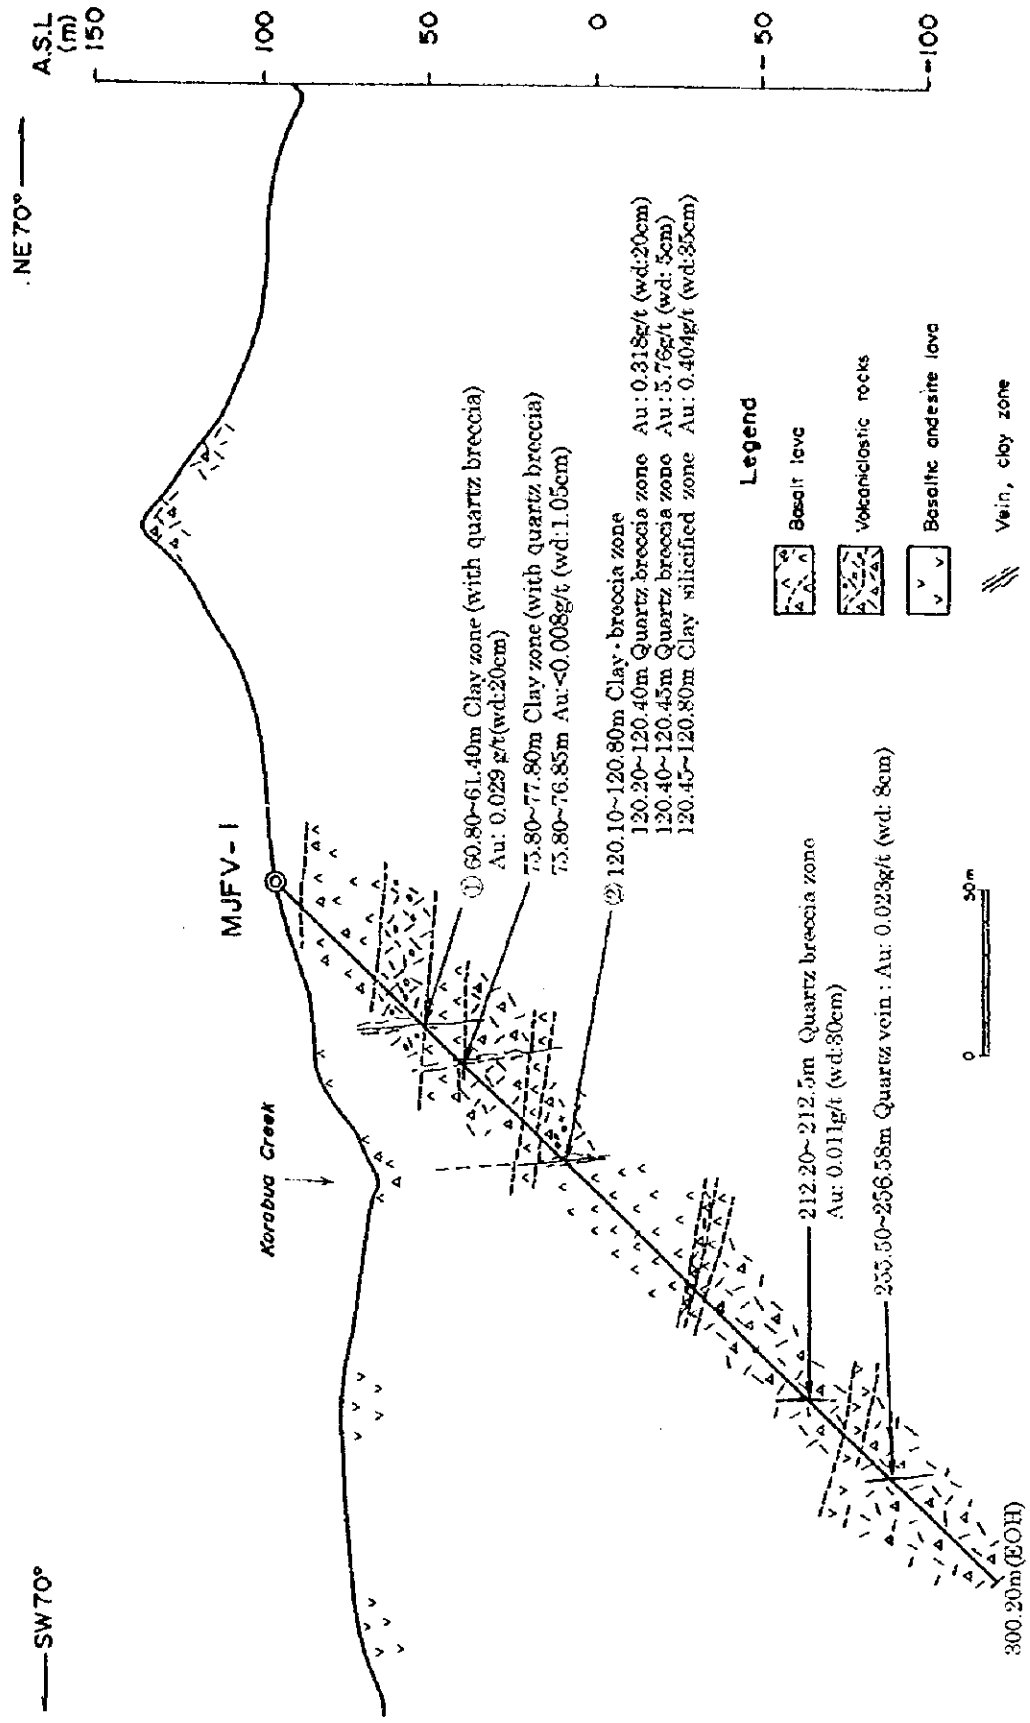 SW 70°
NE 70°
A.S.L
(m)
150
100
50
0
-50
-100
MJFV-1
Korobua Creek
① 60.80~61.40m Clay zone (with quartz breccia)
Au: 0.029 g/t(wd:20cm)
75.80~77.80m Clay zone (with quartz breccia)
75.80~76.85m Au:<0.008g/t (wd:1.05cm)
② 120.10~120.80m Clay - breccia zone
120.20~120.40m Quartz breccia zone Au: 0.318g/t (wd:20cm)
120.40~120.45m Quartz breccia zone Au: 5.76g/t (wd: 5cm)
120.45~120.80m Clay silicified zone Au: 0.404g/t (wd:35cm)
212.20~212.5m Quartz breccia zone
Au: 0.011g/t (wd:30cm)
255.50~256.58m Quartz vein : Au: 0.023g/t (wd: 8cm)
300.20m(EOH)
0 50m
Legend
Basalt lava
Volcaniclastic rocks
Basaltic andesite lava
Vein, clay zone